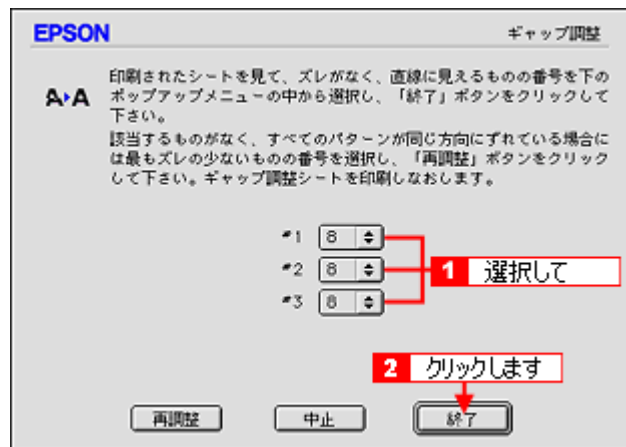 EPSON ギャップ調整
印刷されたシートを見て、ズレがなく、直線に見えるものの番号を下の
A▸A ポップアップメニューの中から選択し、「終了」ボタンをクリックして
下さい。
該当するものがなく、すべてのパターンが同じ方向にずれている場合に
は最もズレの少ないものの番号を選択し、「再調整」ボタンをクリック
して下さい。ギャップ調整シートを印刷しなおします。
#1 8
#2 8 1 選択して
#3 8
2 クリックします
再調整 中止 終了